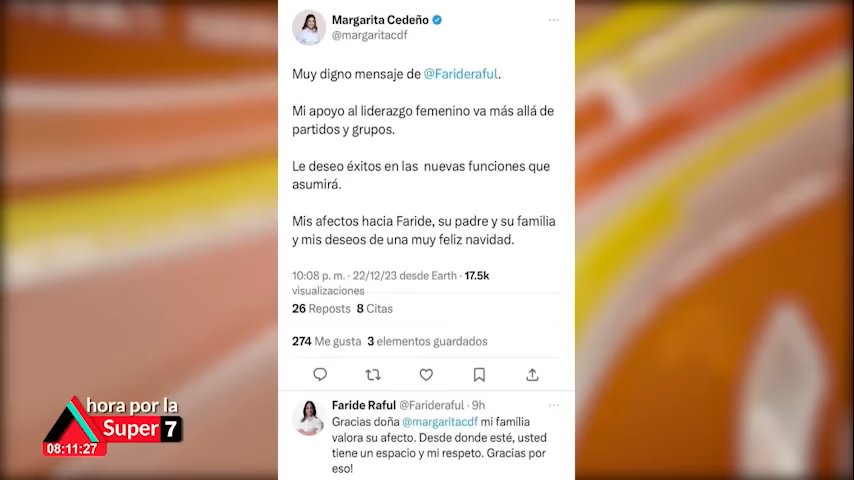 Margarita Cedeño
@margaritacdf
Muy digno mensaje de @Farideraful.
Mi apoyo al liderazgo femenino va más allá de
partidos y grupos.
Le deseo éxitos en las nuevas funciones que
asumirá.
Mis afectos hacia Faride, su padre y su familia
y mis deseos de una muy feliz navidad.
10:08 p. m. · 22/12/23 desde Earth · 17.5k
visualizaciones
26 Reposts 8 Citas
274 Me gusta 3 elementos guardados
Faride Raful @Farideraful · 9h
Gracias doña @margaritacdf mi familia
valora su afecto. Desde donde esté, usted
tiene un espacio y mi respeto. Gracias por
eso!
Ahora por la
Super 7
08:11:27